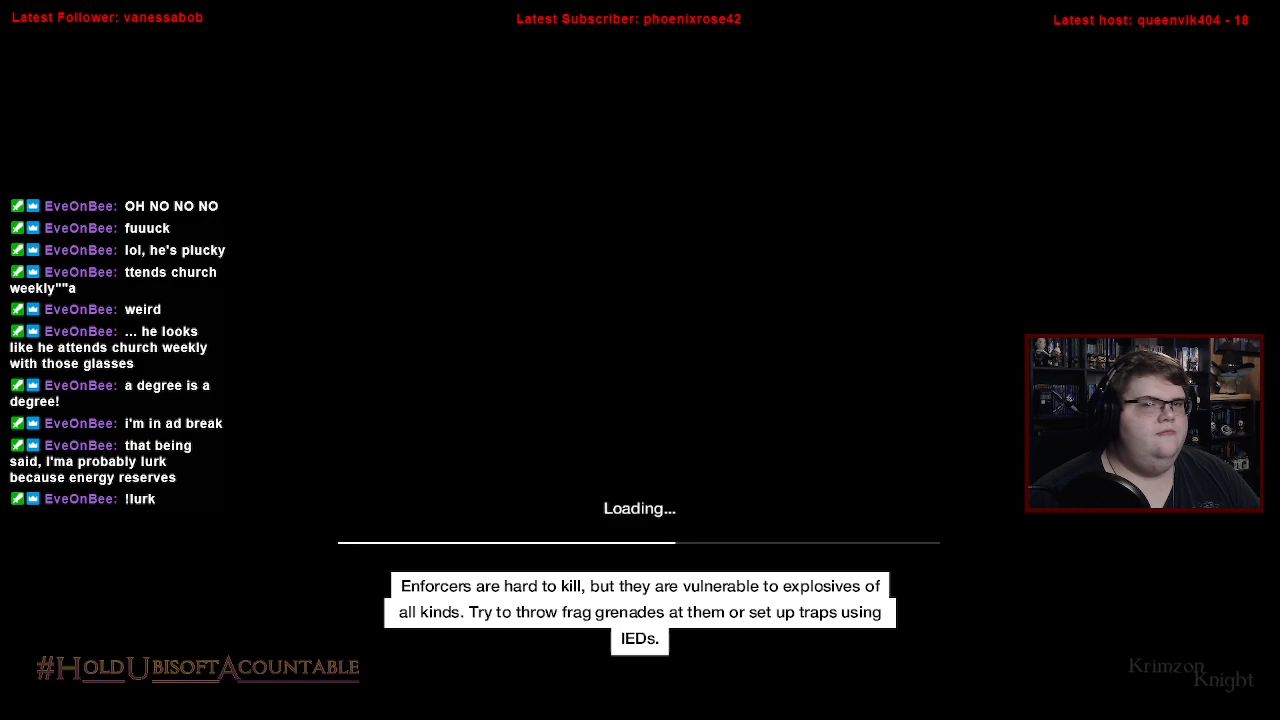 Latest Follower: vanessabob
Latest Subscriber: phoenixrose42
Latest host: queenvik404 - 18
EveOnBee: OH NO NO NO
EveOnBee: fuuuck
EveOnBee: lol, he's plucky
EveOnBee: ttends church
weekly""a
EveOnBee: weird
EveOnBee: ... he looks
like he attends church weekly
with those glasses
EveOnBee: a degree is a
degree!
EveOnBee: i'm in ad break
EveOnBee: that being
said, I'ma probably lurk
because energy reserves
EveOnBee: !lurk
Loading...
Enforcers are hard to kill, but they are vulnerable to explosives of
all kinds. Try to throw frag grenades at them or set up traps using
IEDs.
#HoldUbisoftAcountable
Krimzon
Knight